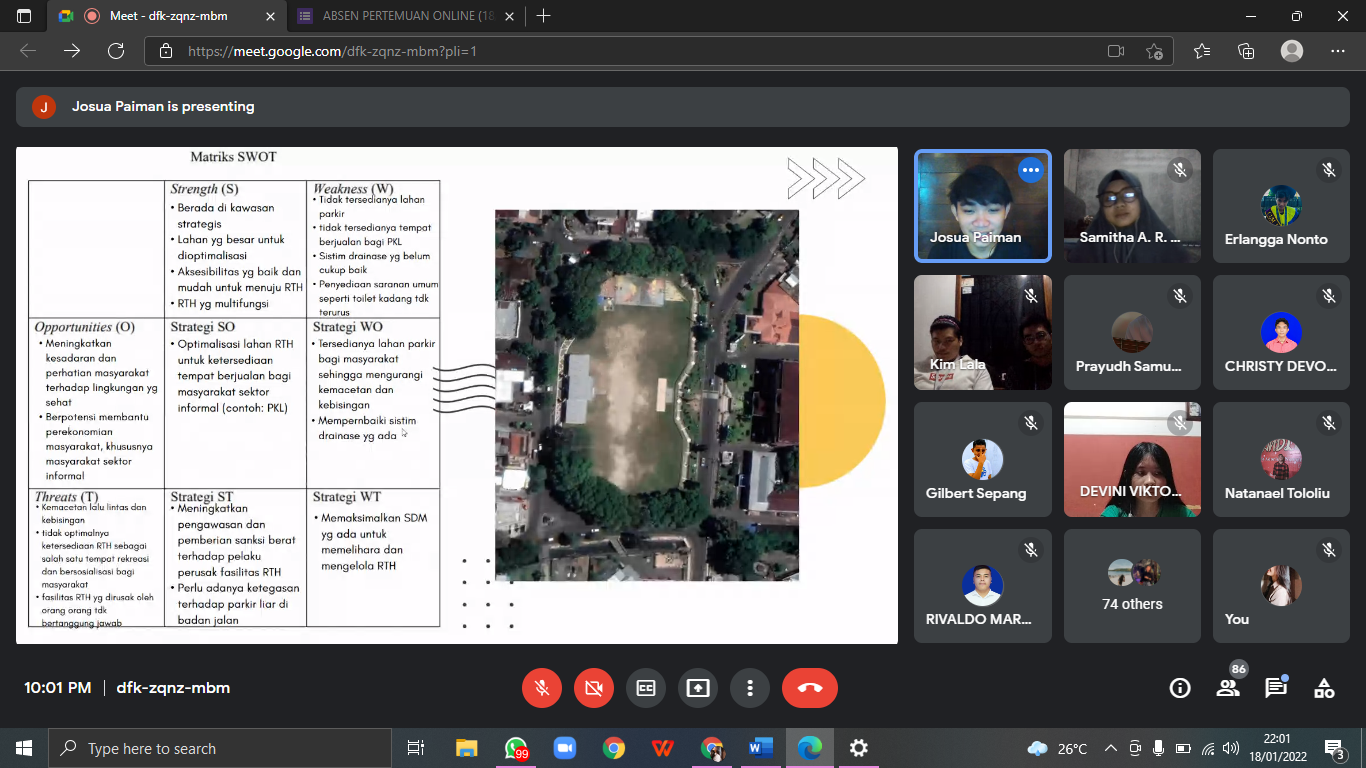 Meet - dfk-zqnz-mbm
ABSEN PERTEMUAN ONLINE (18
https://meet.google.com/dfk-zqnz-mbm?pli=1
J
Josua Paiman is presenting
Matriks SWOT
Strength (S)
• Berada di kawasan
strategis
• Lahan yg besar untuk
dioptimalisasi
• Aksesibilitas yg baik dan
mudah untuk menuju RTH
• RTH yg multifungsi
Weakness (W)
• Tidak tersedianya lahan
parkir
• tidak tersedianya tempat
berjualan bagi PKL
• Sistim drainase yg belum
cukup baik
• Penyediaan saranan umum
seperti toilet kadang tdk
terurus
Opportunities (O)
• Meningkatkan
kesadaran dan
perhatian masyarakat
terhadap lingkungan yg
sehat
• Berpotensi membantu
perekonomian
masyarakat, khususnya
masyarakat sektor
informal
Strategi SO
• Optimalisasi lahan RTH
untuk ketersediaan
tempat berjualan bagi
masyarakat sektor
informal (contoh: PKL)
Strategi WO
• Tersedianya lahan parkir
bagi masyarakat
sehingga mengurangi
kemacetan dan
kebisingan
• Mempernbaiki sistim
drainase yg ada
Threats (T)
• Kemacetan lalu lintas dan
kebisingan
• tidak optimalnya
ketersediaan RTH sebagai
salah satu tempat rekreasi
dan bersosialisasi bagi
masyarakat
• fasilitas RTH yg dirusak oleh
orang orang tdk
bertanggung jawab
Strategi ST
• Meningkatkan
pengawasan dan
pemberian sanksi berat
terhadap pelaku
perusak fasilitas RTH
• Perlu adanya ketegasan
terhadap parkir liar di
badan jalan
Strategi WT
• Memaksimalkan SDM
yg ada untuk
memelihara dan
mengelola RTH
Josua Paiman
Samitha A. R. ...
Erlangga Nonto
Kim Lala
Prayudh Samu...
CHRISTY DEVO...
Gilbert Sepang
DEVINI VIKTO...
Natanael Tololiu
RIVALDO MAR...
74 others
You
10:01 PM | dfk-zqnz-mbm
CC
86
Type here to search
99
W
26°C
22:01
18/01/2022
3